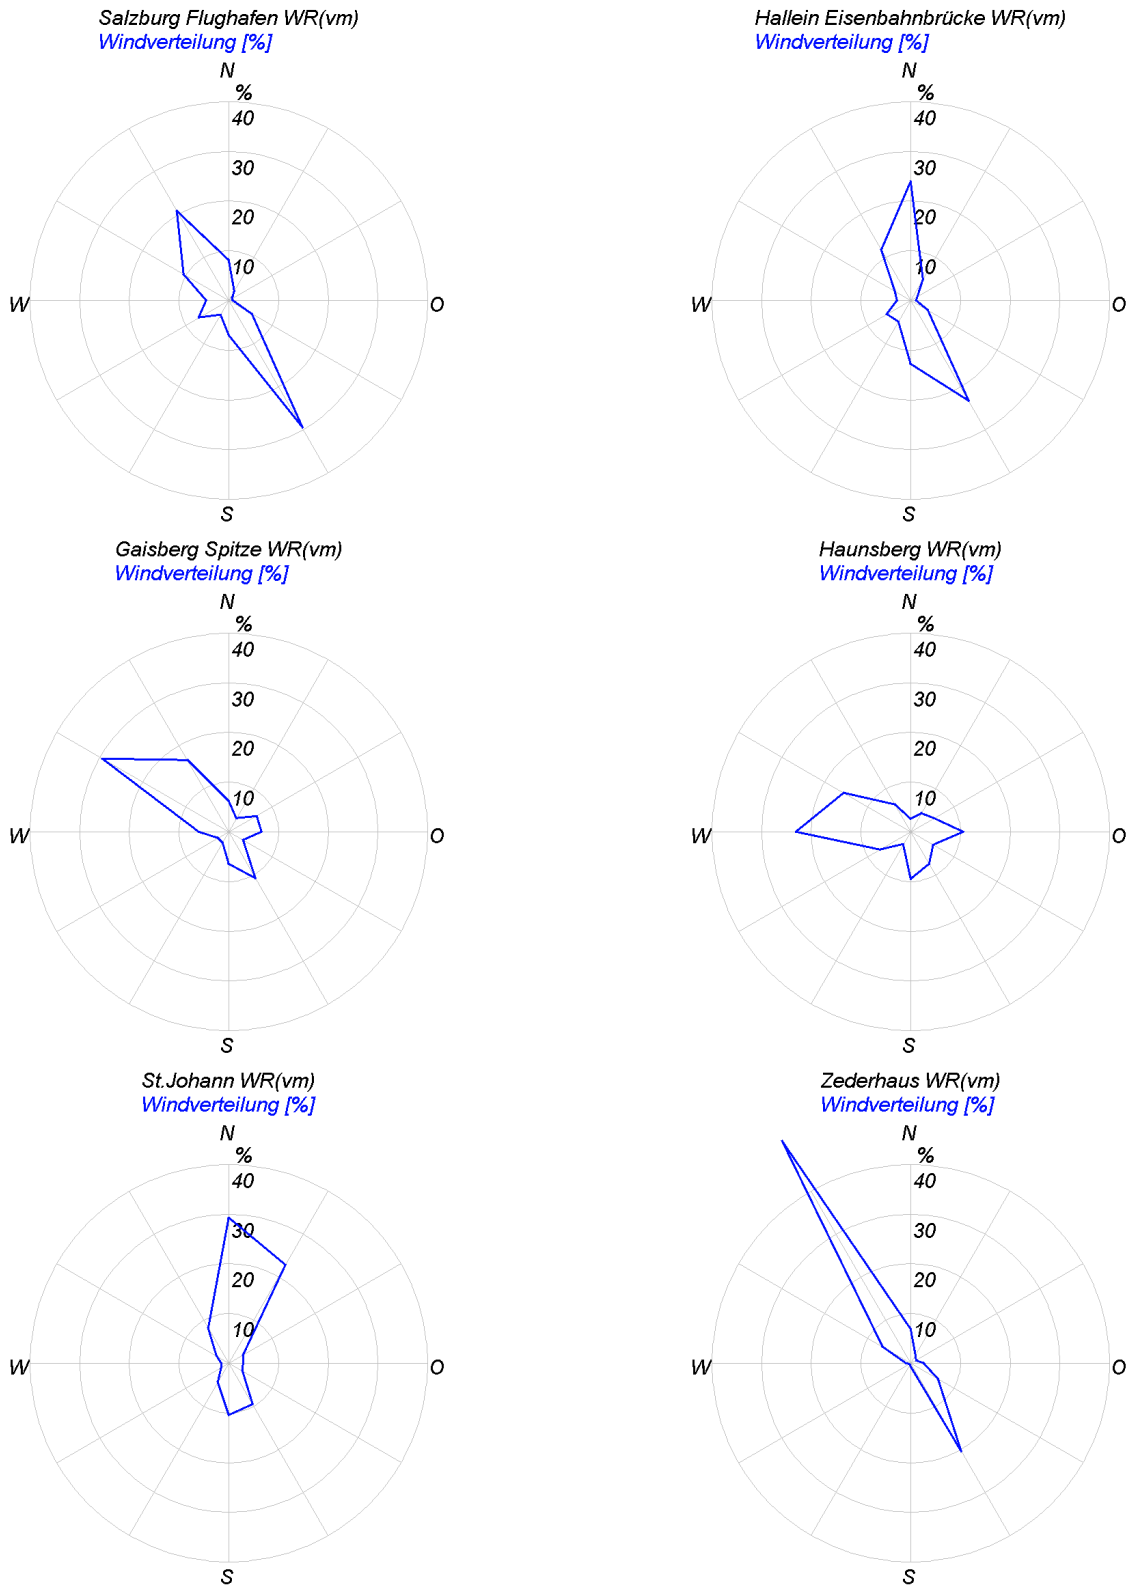 Salzburg Flughafen WR(vm)
Windverteilung [%]
N
%
40
30
20
10
W
O
S
Hallein Eisenbahnbrücke WR(vm)
Windverteilung [%]
N
%
40
30
20
10
W
O
S
Gaisberg Spitze WR(vm)
Windverteilung [%]
N
%
40
30
20
10
W
O
S
Haunsberg WR(vm)
Windverteilung [%]
N
%
40
30
20
10
W
O
S
St.Johann WR(vm)
Windverteilung [%]
N
%
40
30
20
10
W
O
S
Zederhaus WR(vm)
Windverteilung [%]
N
%
40
30
20
10
W
O
S